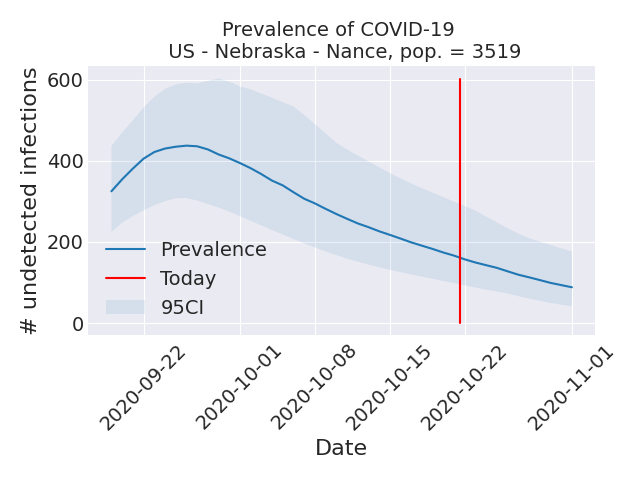 Prevalence of COVID-19
US - Nebraska - Nance, pop. = 3519
# undetected infections
600
400
200
0
Prevalence
Today
95CI
2020-09-22
2020-10-01
2020-10-08
2020-10-15
2020-10-22
2020-11-01
Date